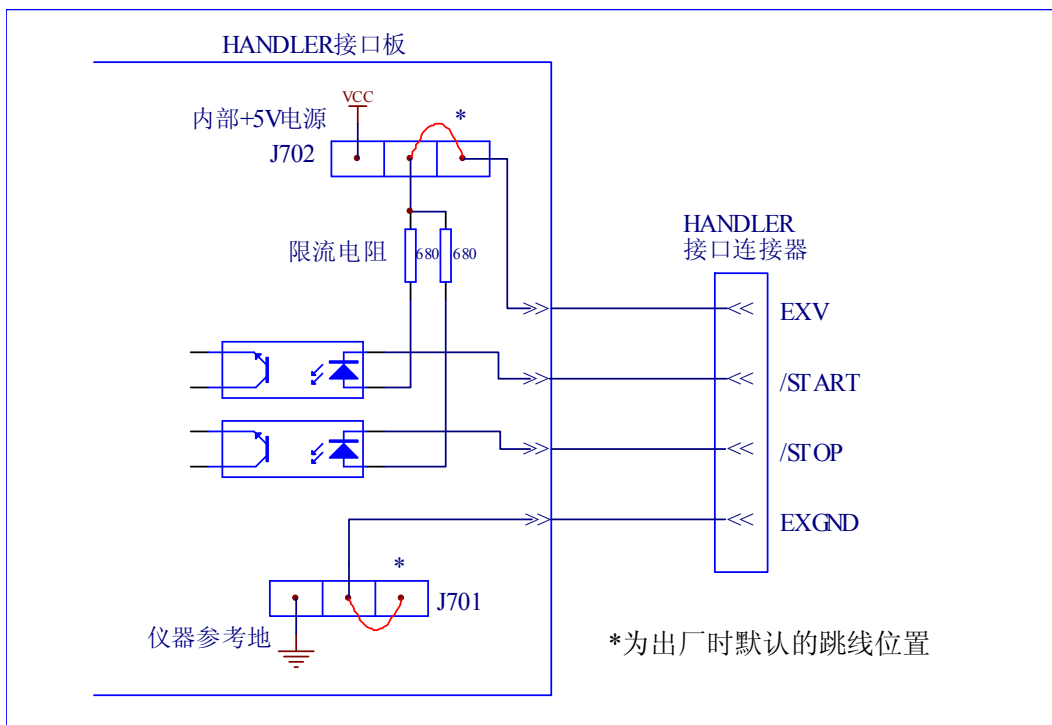 HANDLER接口板
VCC
内部+5V电源
*
J702
HANDLER
接口连接器
限流电阻
680
680
EXV
/START
/STOP
EXGND
*
J701
仪器参考地
*为出厂时默认的跳线位置